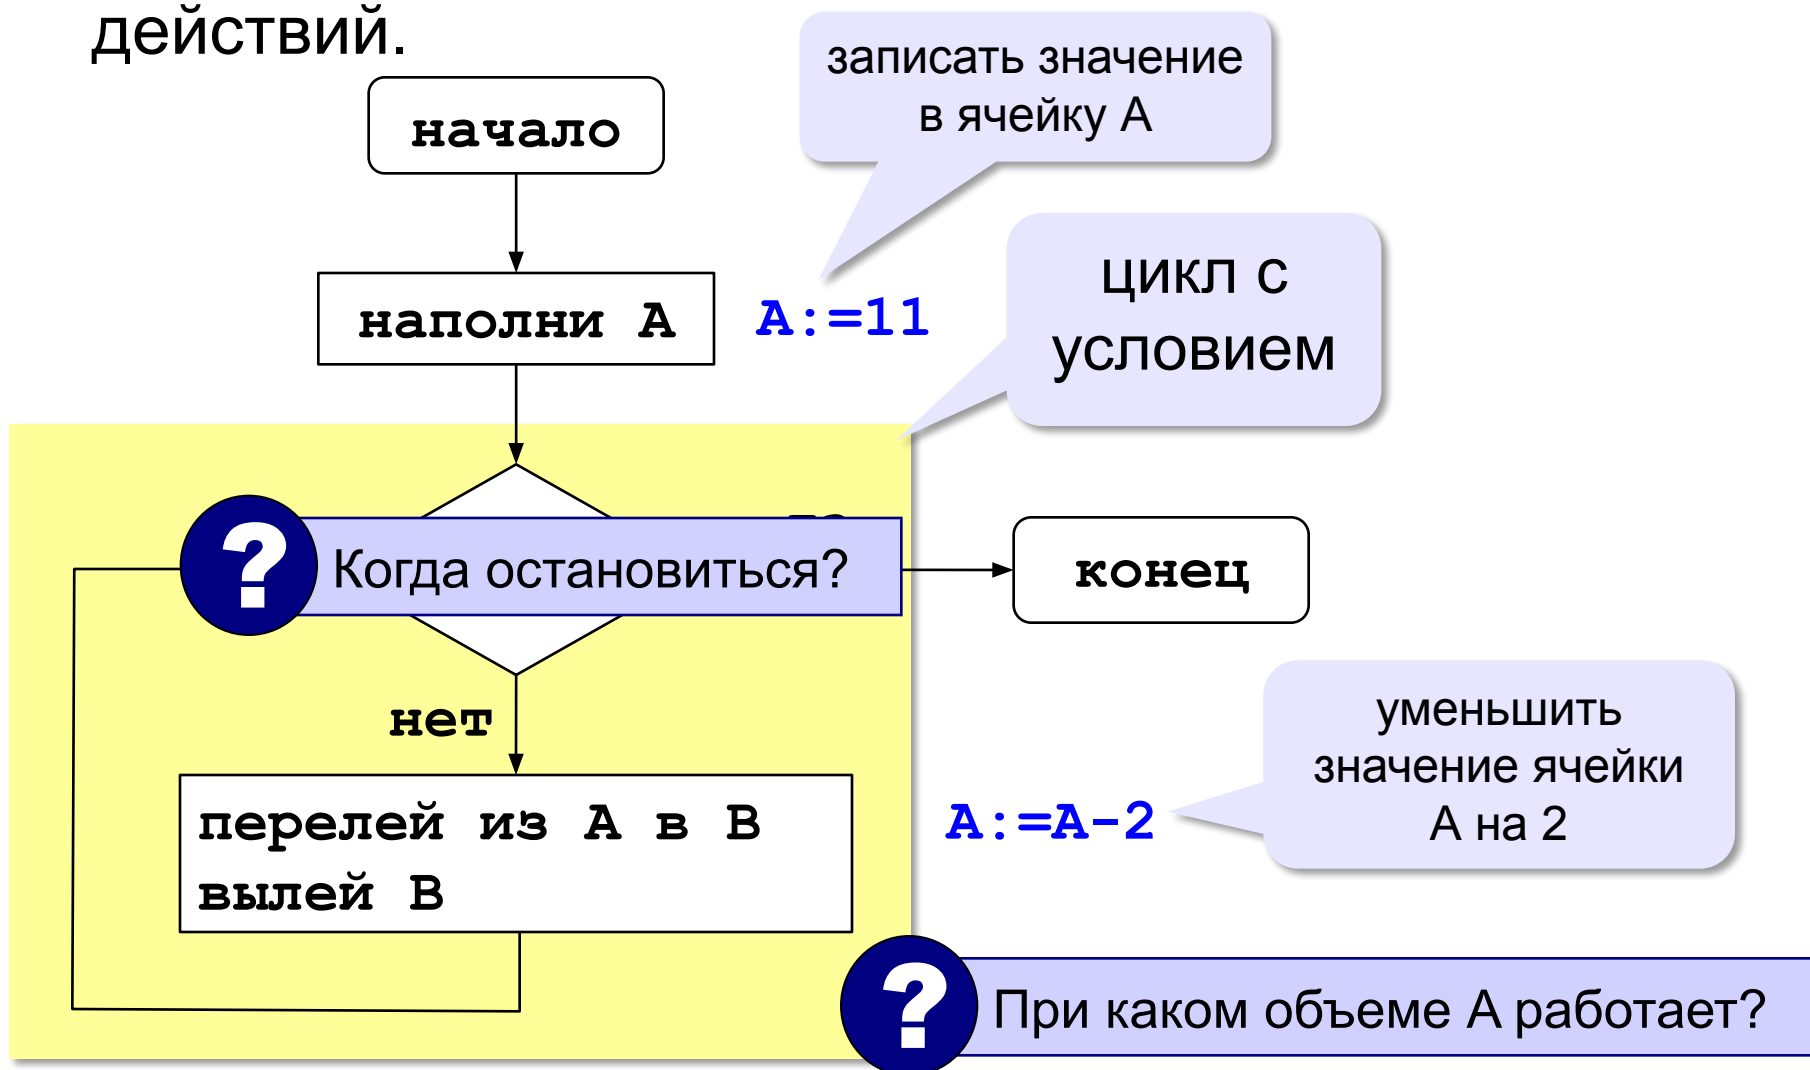 действий.
записать значение
в ячейку А
начало
цикл с
условием
наполни A
A:=11
?
Когда остановиться?
конец
нет
уменьшить
значение ячейки
А на 2
перелей из A в B
вылей B
A:=A-2
?
При каком объеме А работает?